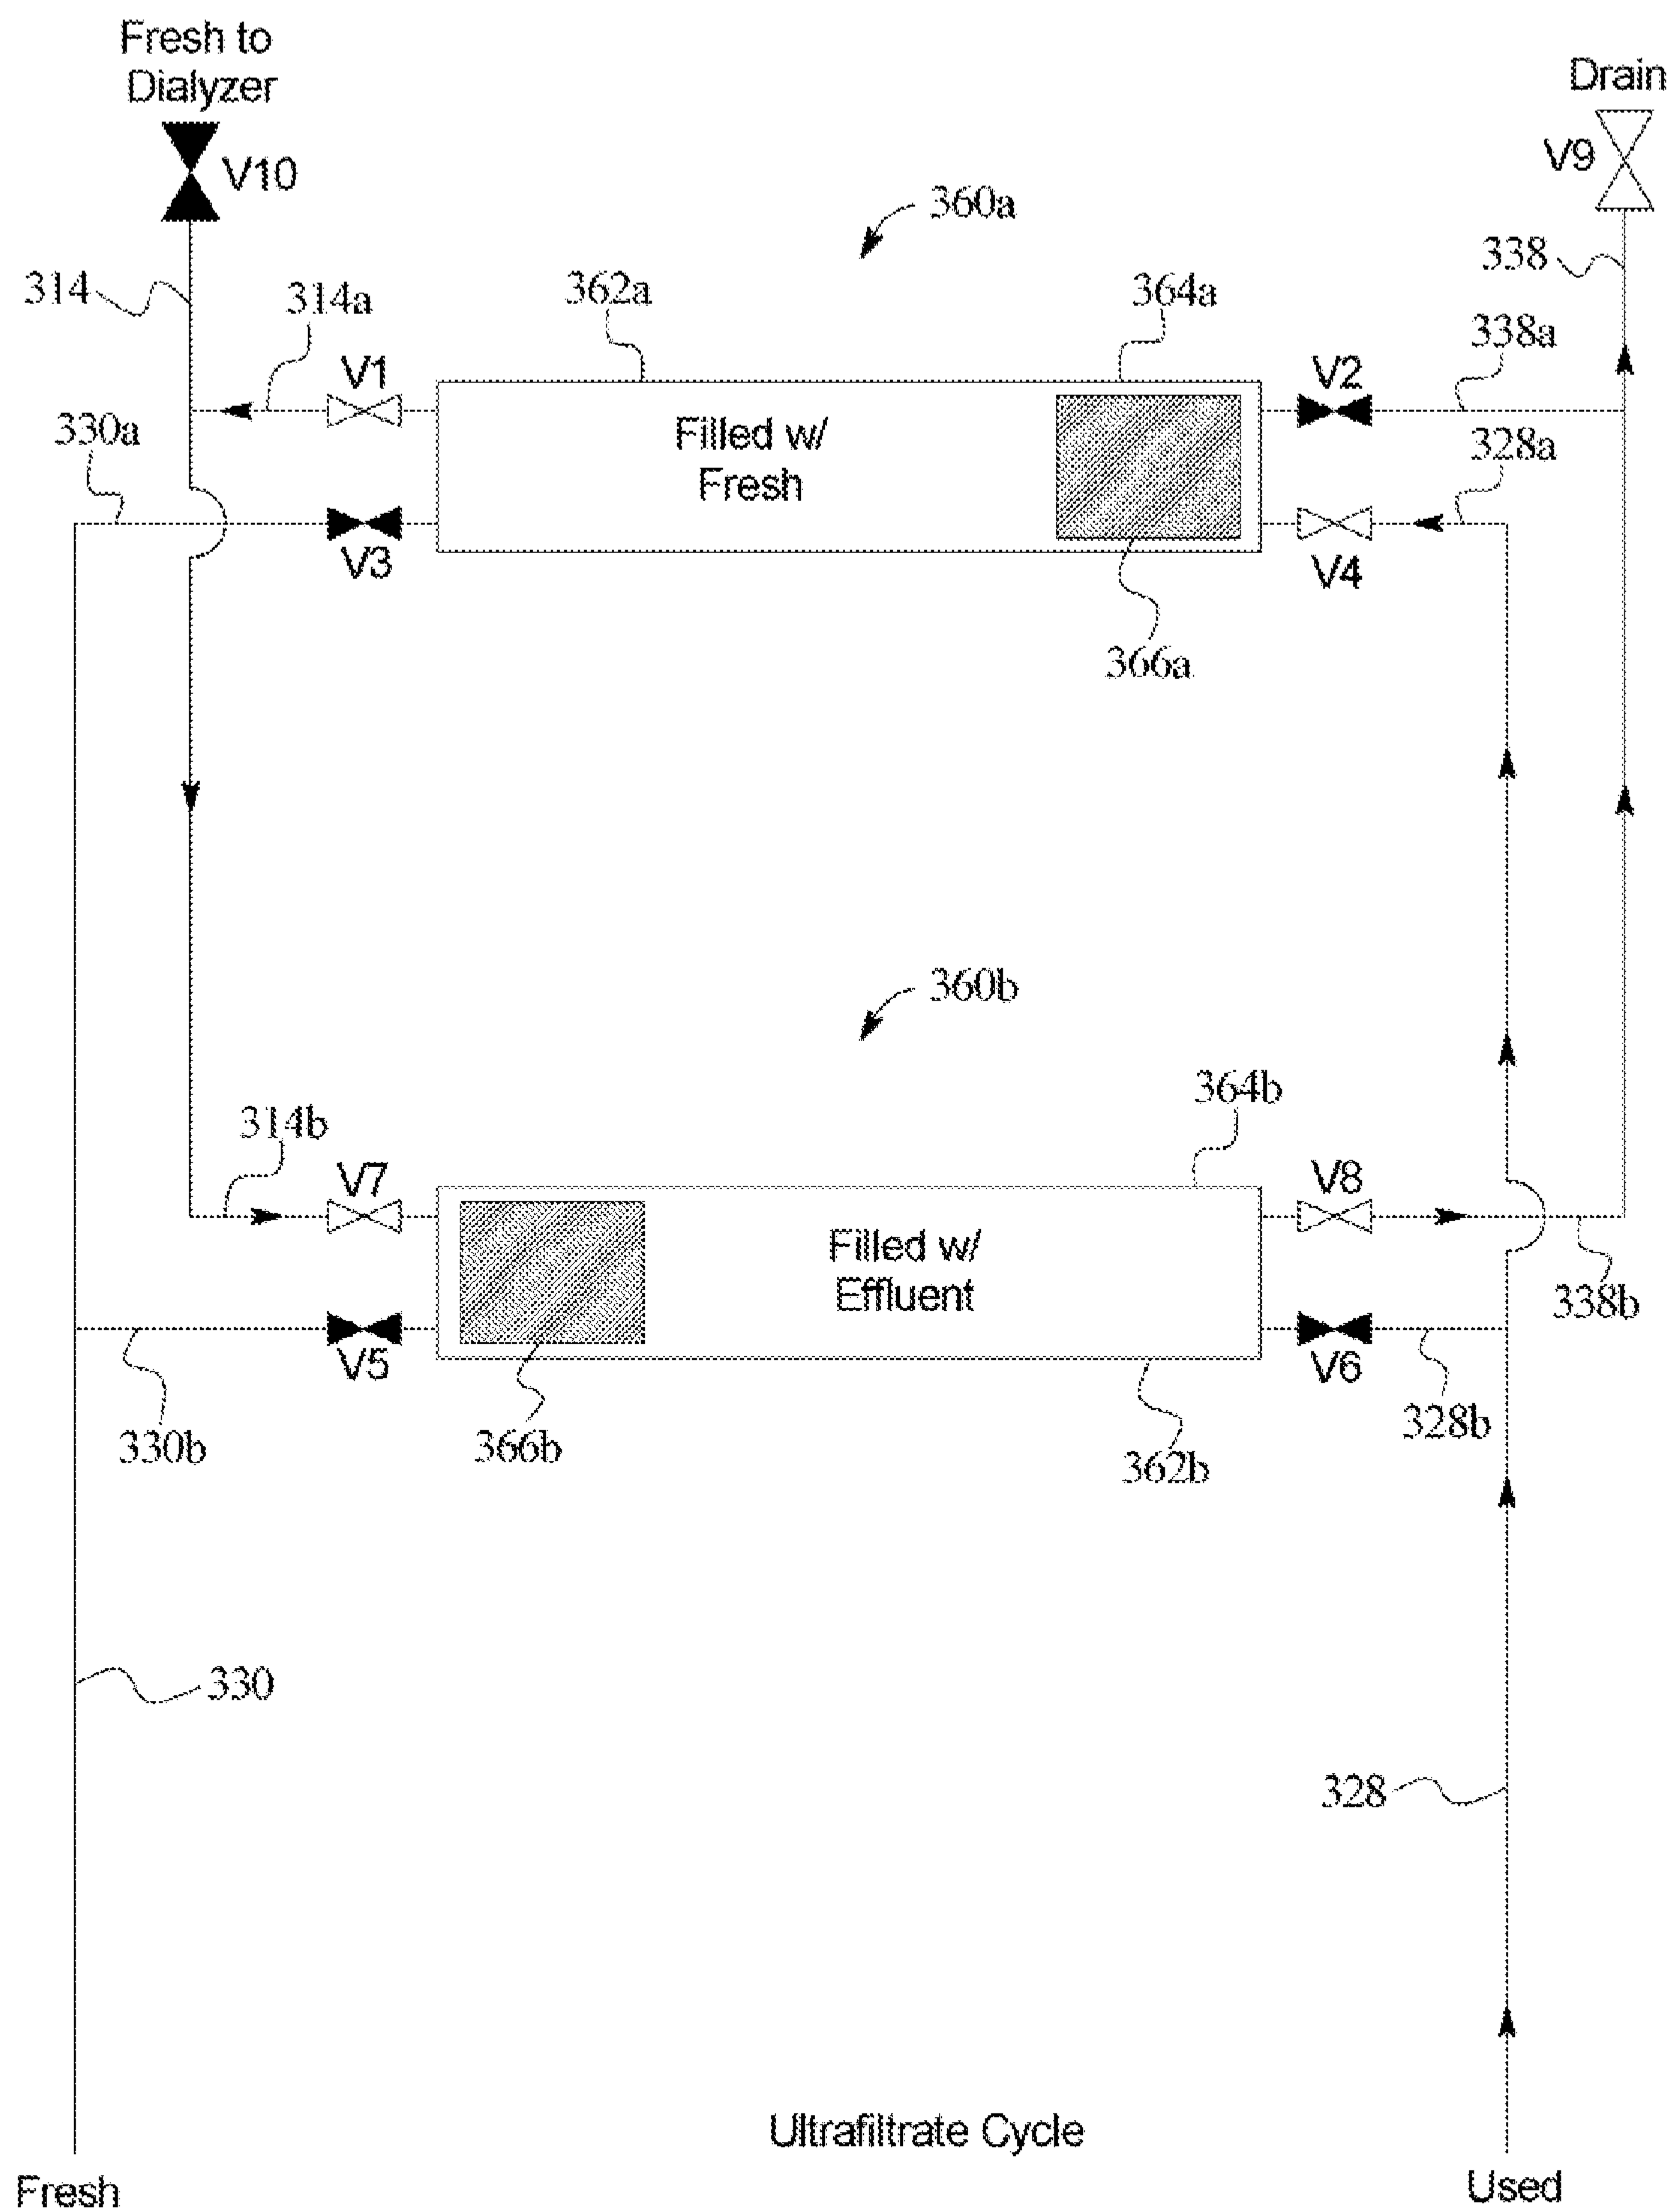 Fresh to
Dialyzer
Drain
V10
V9
360a
338
314
314a
362a
364a
338a
V1
V2
330a
Filled w/
Fresh
328a
V3
V4
366a
360b
364b
314b
V7
V8
Filled w/
Effluent
338b
V5
V6
330b
366b
362b
328b
330
328
Ultrafiltrate Cycle
Fresh
Used